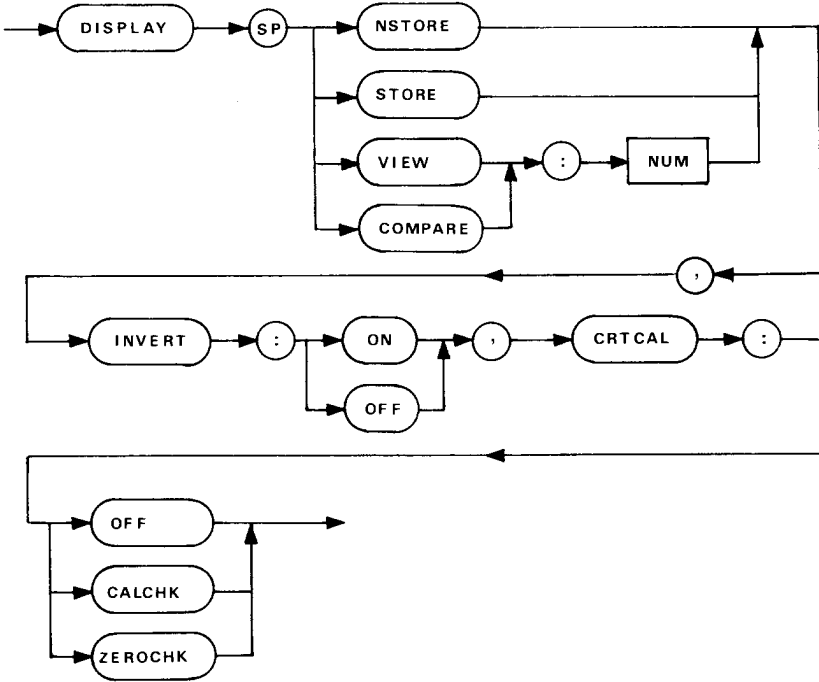 DISPLAY SP NSTORE
STORE
VIEW : NUM
COMPARE
,
INVERT : ON , CRTCAL :
OFF
OFF
CALCHK
ZEROCHK